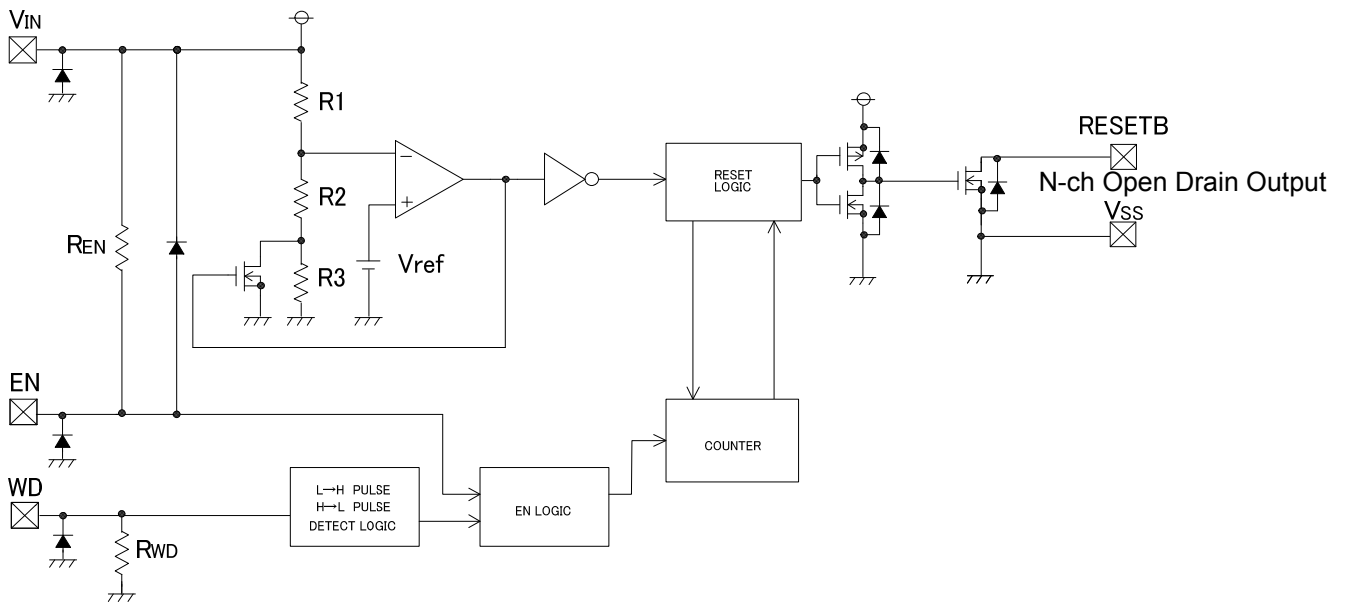 VIN
R1
RESETB
RESET
LOGIC
N-ch Open Drain Output
−
+
R2
VSS
REN
Vref
R3
EN
COUNTER
WD
L→H PULSE
H→L PULSE
DETECT LOGIC
EN LOGIC
RWD